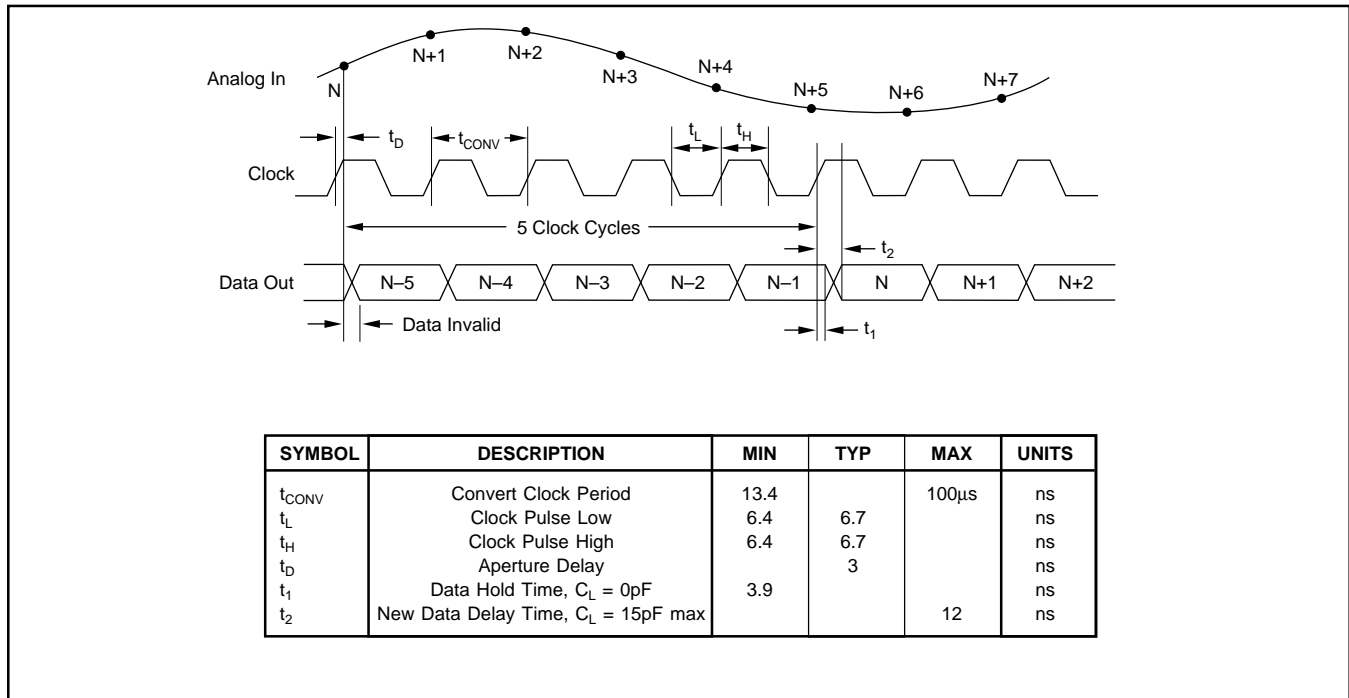 N+1
N+2
N+3
N+4
N+5
N+6
N+7
Analog In
N
tD
tCONV
tL
tH
Clock
5 Clock Cycles
t2
Data Out
N–5
N–4
N–3
N–2
N–1
N
N+1
N+2
Data Invalid
t1
SYMBOL DESCRIPTION MIN TYP MAX UNITS
tCONV Convert Clock Period 13.4 100µs ns
tL Clock Pulse Low 6.4 6.7 ns
tH Clock Pulse High 6.4 6.7 ns
tD Aperture Delay 3 ns
t1 Data Hold Time, CL = 0pF 3.9 ns
t2 New Data Delay Time, CL = 15pF max 12 ns